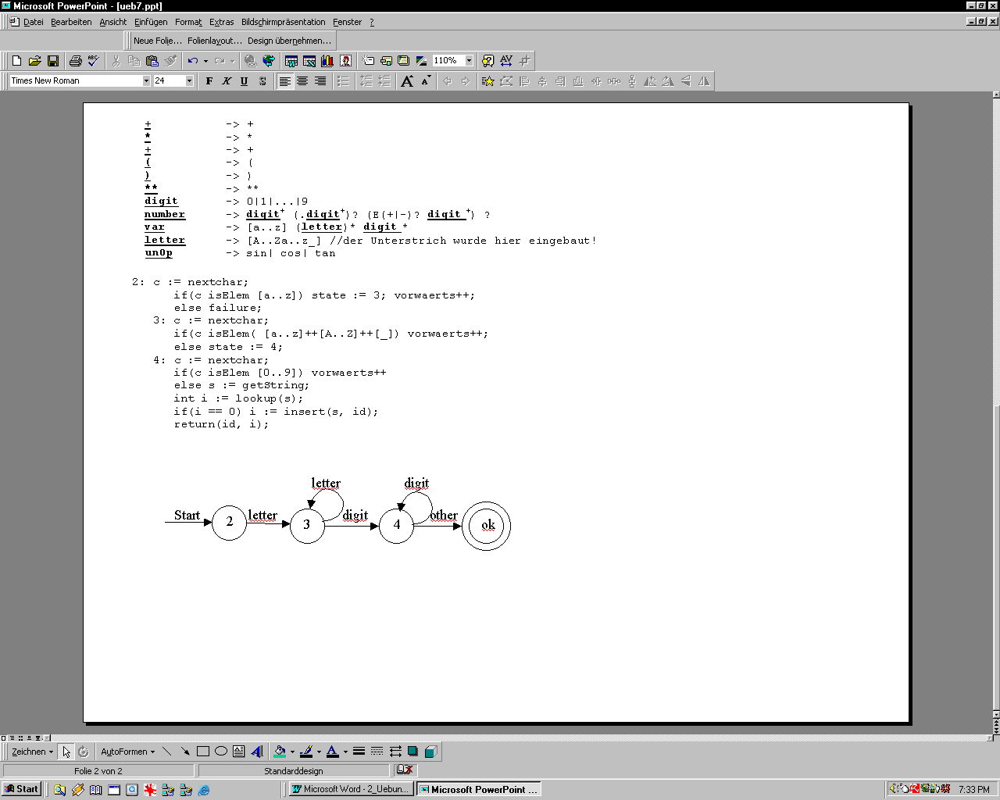 Microsoft PowerPoint - [ueb7.ppt]
Datei Bearbeiten Ansicht Einfügen Format Extras Bildschirmpräsentation Fenster ?
Neue Folie... Folienlayout... Design übernehmen...
110%
Times New Roman 24 F K U S
+ -> +
* -> *
+ -> +
( -> (
) -> )
** -> **
digit -> 0|1|...|9
number -> digit+ (.digit+)? (E(+|-)? digit +) ?
var -> [a..z] (letter)* digit *
letter -> [A..Za..z_] //der Unterstrich wurde hier eingebaut!
unOp -> sin| cos| tan
2: c := nextchar;
if(c isElem [a..z]) state := 3; vorwaerts++;
else failure;
3: c := nextchar;
if(c isElem( [a..z]++[A..Z]++[_]) vorwaerts++;
else state := 4;
4: c := nextchar;
if(c isElem [0..9]) vorwaerts++
else s := getString;
int i := lookup(s);
if(i == 0) i := insert(s, id);
return(id, i);
letter digit
Start letter digit other
2 3 4 ok
Zeichnen AutoFormen
Folie 2 von 2 Standarddesign
Start Microsoft Word - 2_Uebun... Microsoft PowerPoint ... 7:33 PM